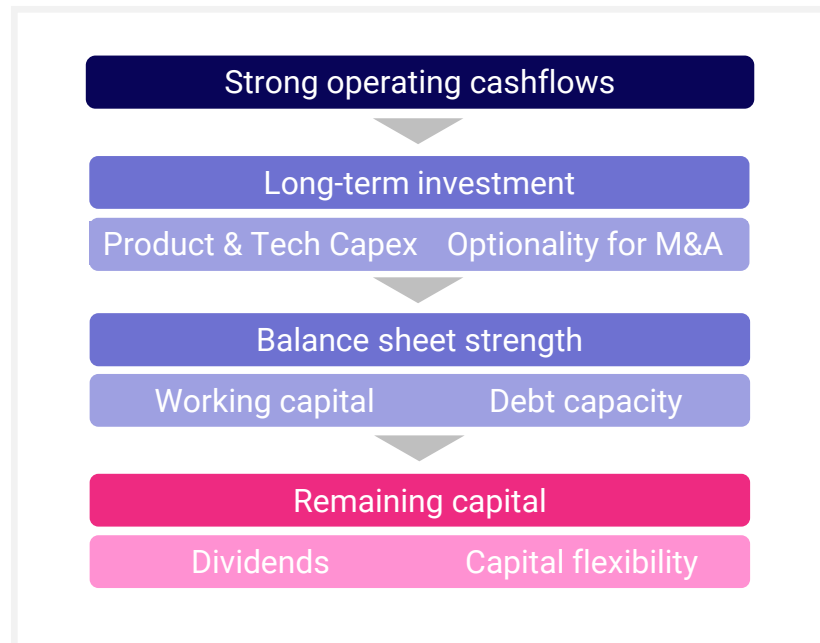 Strong operating cashflows
Long-term investment
Product & Tech Capex Optionality for M&A
Balance sheet strength
Working capital Debt capacity
Remaining capital
Dividends Capital flexibility